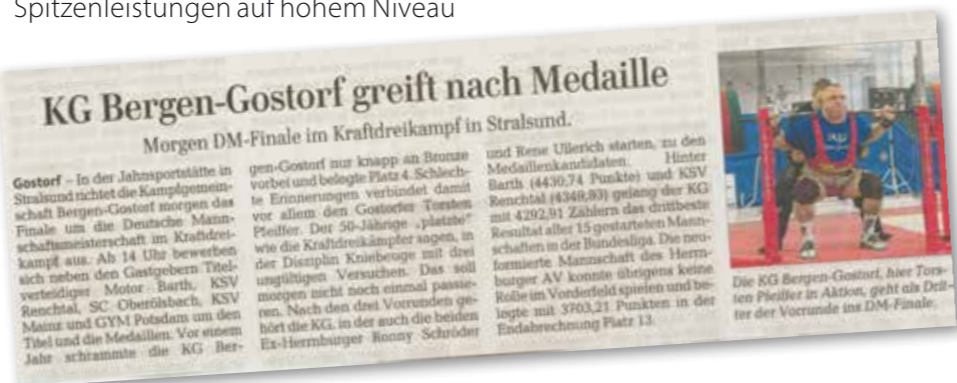 Spitzenleistungen auf hohem Niveau
KG Bergen-Gostorf greift nach Medaille
Morgen DM-Finale im Kraftdreikampf in Stralsund.
Gostorf – In der Jahnsportstätte in
Stralsund richtet die Kampfgemein-
schaft Bergen-Gostorf morgen das
Finale um die Deutsche Mann-
schaftsmeisterschaft im Kraftdrei-
kampf aus. Ab 14 Uhr bewerben
sich neben den Gastgebern Titel-
verteidiger Motor Barth, KSV
Renchtal, SC Oberölsbach, KSV
Mainz und GYM Potsdam um den
Titel und die Medaillen. Vor einem
Jahr schrammte die KG Ber-
gen-Gostorf nur knapp an Bronze
vorbei und belegte Platz 4. Schlech-
te Erinnerungen verbindet damit
vor allem den Gostorfer Torsten
Pfeiffer. Der 50-Jährige „platzte“
wie die Kraftdreikämpfer sagen, in
der Disziplin Kniebeuge mit drei
ungültigen Versuchen. Das soll
morgen nicht noch einmal passie-
ren. Nach den drei Vorrunden ge-
hört die KG, in der auch die beiden
Ex-Herrnburger Ronny Schröder
und Rene Ullerich starten, zu den
Medaillenkandidaten. Hinter
Barth (4430,74 Punkte) und KSV
Renchtal (4349,93) gelang der KG
mit 4292,91 Zählern das drittbeste
Resultat aller 15 gestarteten Mann-
schaften in der Bundesliga. Die neu-
formierte Mannschaft des Herrn-
burger AV konnte übrigens keine
Rolle im Vorderfeld spielen und be-
legte mit 3703,21 Punkten in der
Endabrechnung Platz 13.
Die KG Bergen-Gostorf, hier Tors-
ten Pfeiffer in Aktion, geht als Drit-
ter der Vorrunde ins DM-Finale.